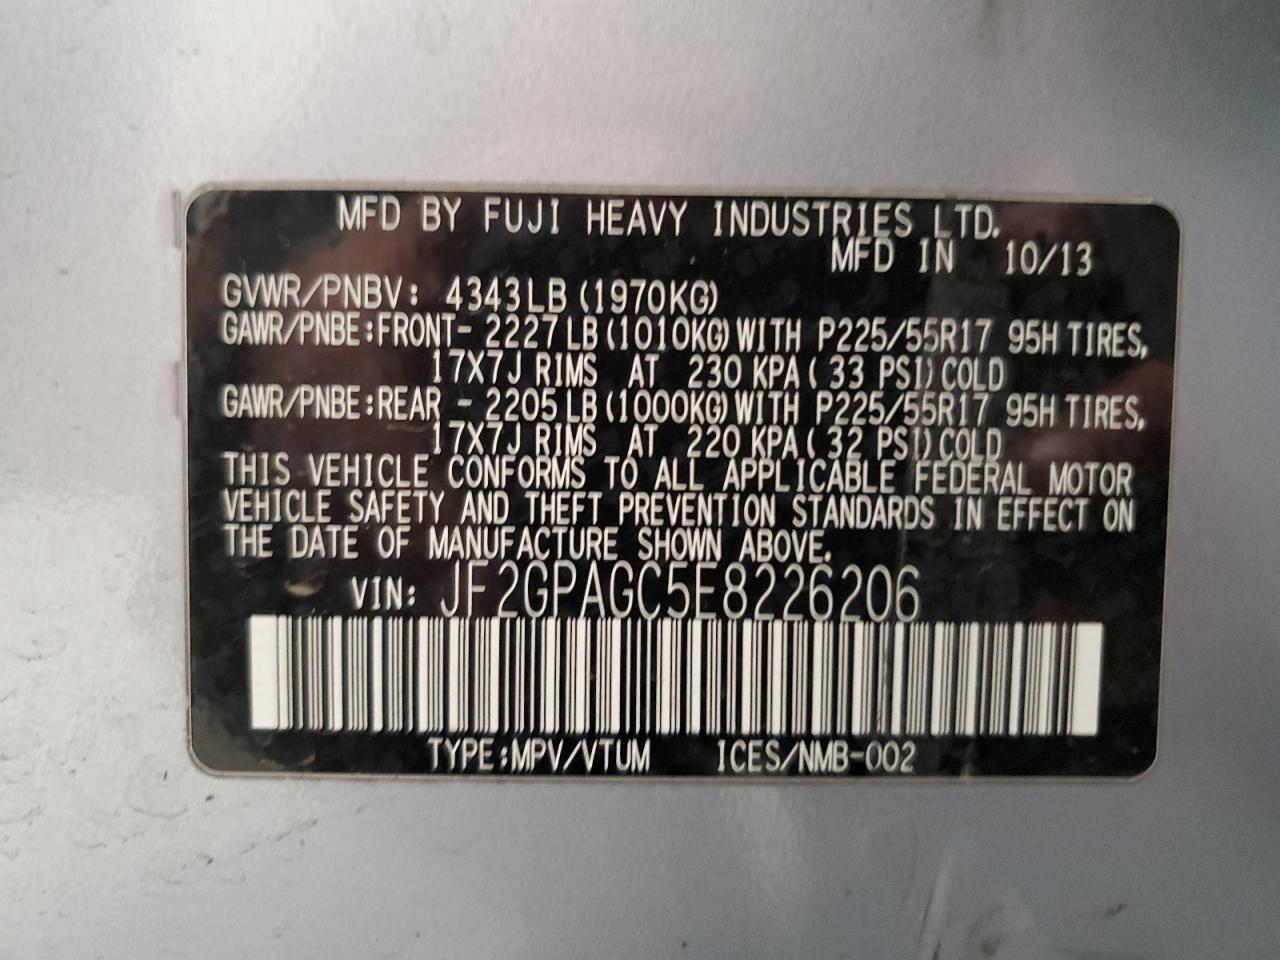 MFD BY FUJI HEAVY INDUSTRIES LTD.
MFD IN 10/13
GVWR/PNBV: 4343LB (1970KG)
GAWR/PNBE:FRONT- 2227 LB (1010KG) WITH P225/55R17 95H TIRES,
17X7J RIMS AT 230 KPA ( 33 PSI) COLD
GAWR/PNBE:REAR - 2205 LB (1000KG) WITH P225/55R17 95H TIRES,
17X7J RIMS AT 220 KPA ( 32 PSI) COLD
THIS VEHICLE CONFORMS TO ALL APPLICABLE FEDERAL MOTOR
VEHICLE SAFETY AND THEFT PREVENTION STANDARDS IN EFFECT ON
THE DATE OF MANUFACTURE SHOWN ABOVE.
VIN: JF2GPAGC5E8226206
TYPE:MPV/VTUM ICES/NMB-002